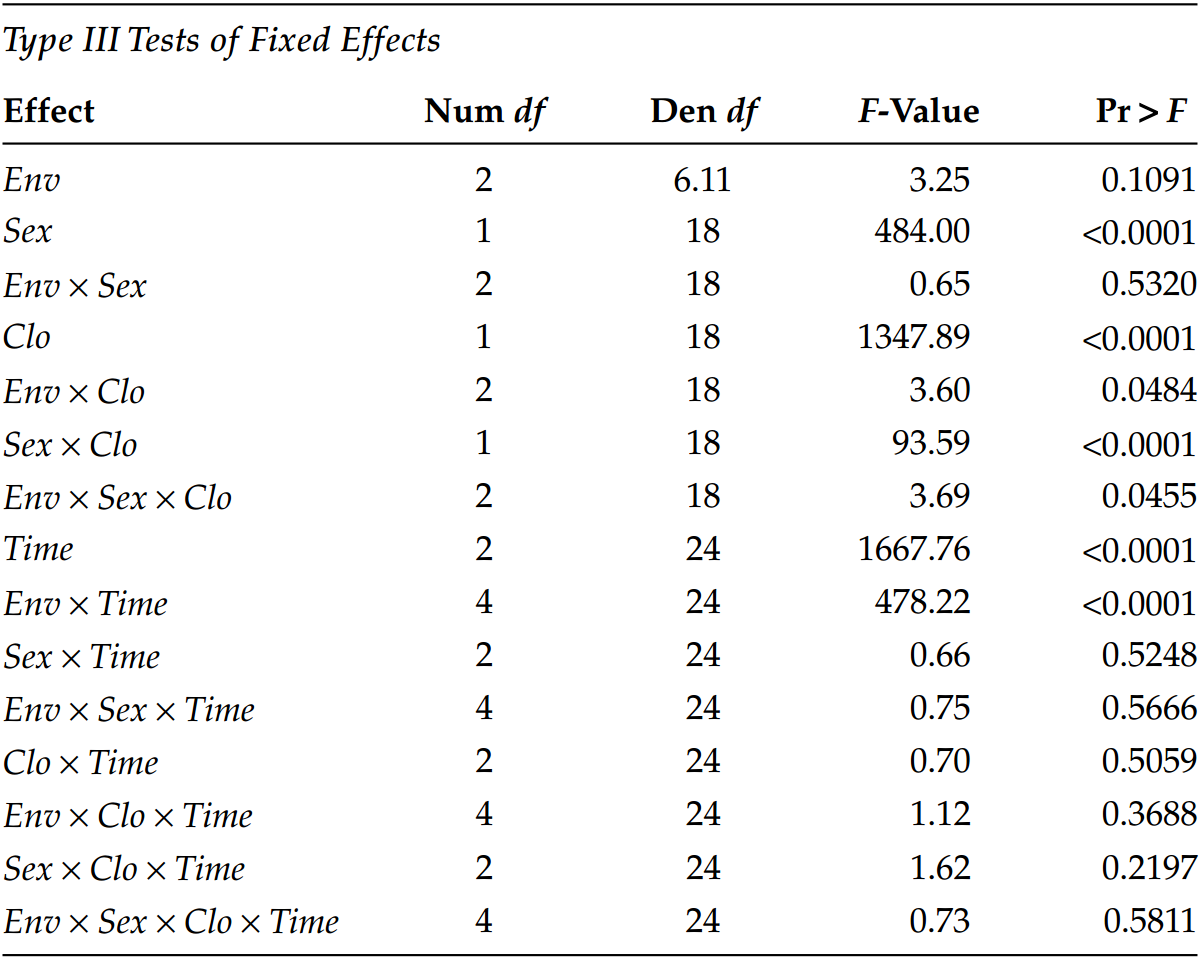 Type III Tests of Fixed Effects
Effect Num df Den df F-Value Pr > F
Env 2 6.11 3.25 0.1091
Sex 1 18 484.00 <0.0001
Env × Sex 2 18 0.65 0.5320
Clo 1 18 1347.89 <0.0001
Env × Clo 2 18 3.60 0.0484
Sex × Clo 1 18 93.59 <0.0001
Env × Sex × Clo 2 18 3.69 0.0455
Time 2 24 1667.76 <0.0001
Env × Time 4 24 478.22 <0.0001
Sex × Time 2 24 0.66 0.5248
Env × Sex × Time 4 24 0.75 0.5666
Clo × Time 2 24 0.70 0.5059
Env × Clo × Time 4 24 1.12 0.3688
Sex × Clo × Time 2 24 1.62 0.2197
Env × Sex × Clo × Time 4 24 0.73 0.5811